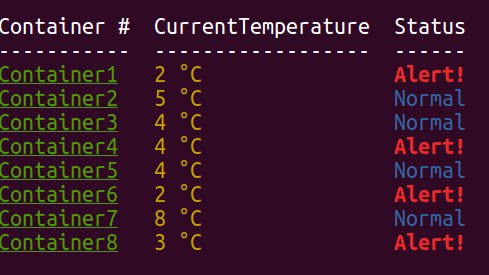 Container #  CurrentTemperature  Status
-----------  ------------------  ------
Container1   2 °C                Alert!
Container2   5 °C                Normal
Container3   4 °C                Normal
Container4   4 °C                Alert!
Container5   4 °C                Normal
Container6   2 °C                Alert!
Container7   8 °C                Normal
Container8   3 °C                Alert!